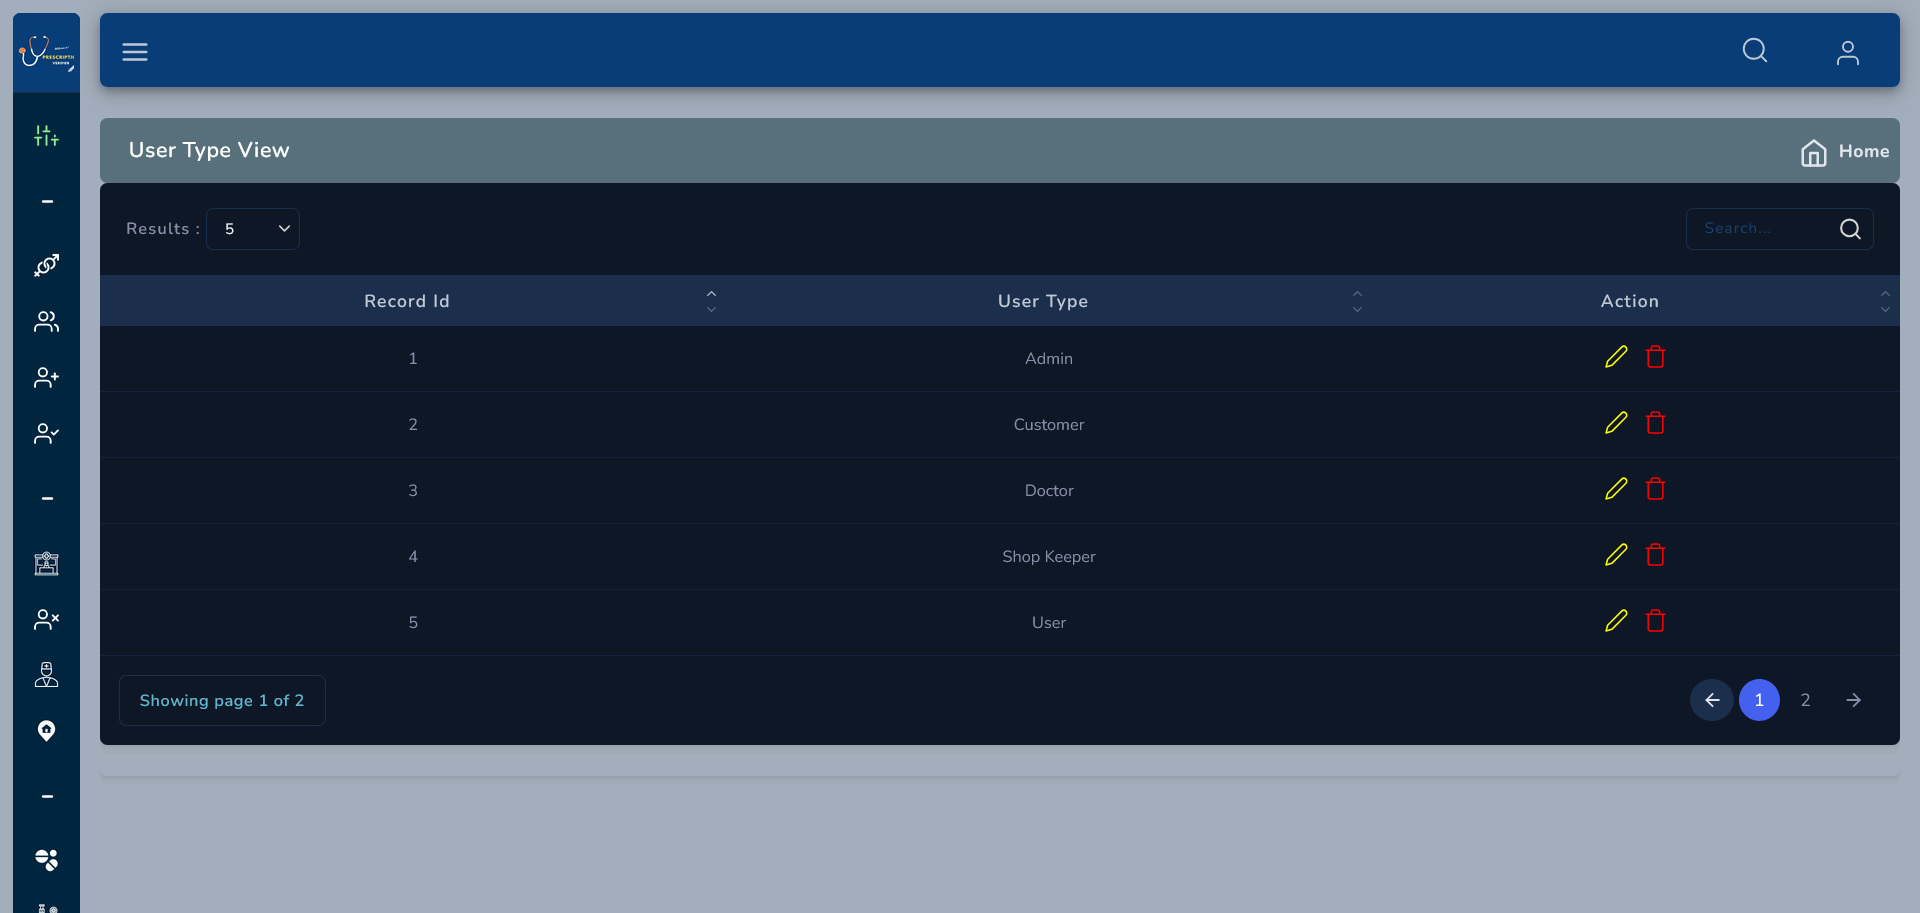 VERIFIER
User Type View
Home
Results :
5
Search...
Record Id
User Type
Action
1
Admin
2
Customer
3
Doctor
4
Shop Keeper
5
User
Showing page 1 of 2
1
2